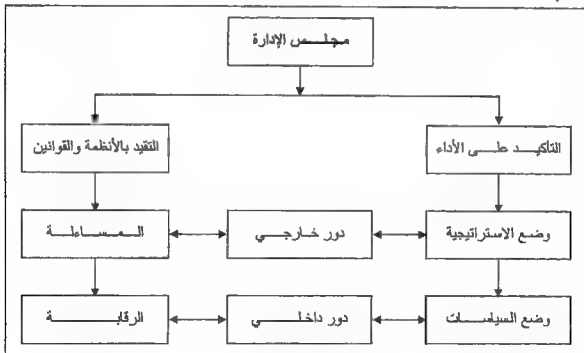 مجلس الإدارة
التأكيد على الأداء
التقيد بالأنظمة والقوانين
وضع الاستراتيجية
دور خارجي
المساءلة
وضع السياسات
دور داخلي
الرقابة